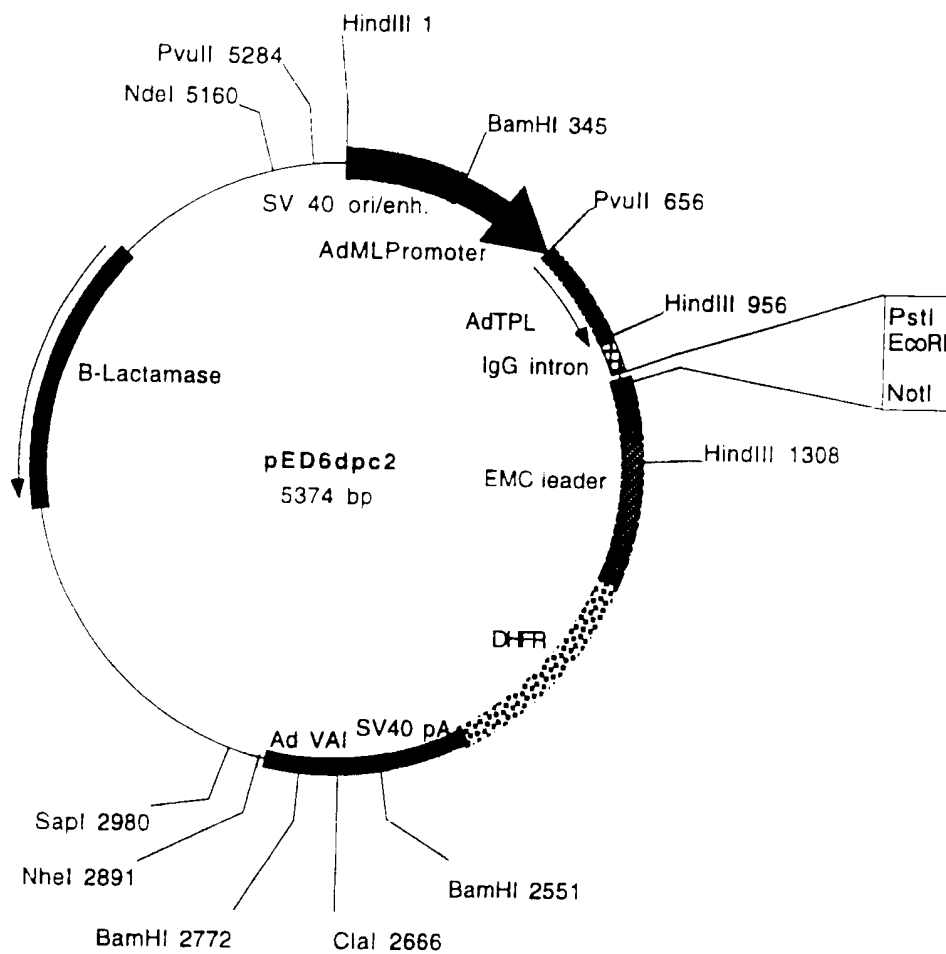 HindIII 1
PvuII 5284
NdeI 5160
BamHI 345
SV 40 ori/enh.
PvuII 656
AdMLPromoter
HindIII 956
AdTPL
IgG intron
PstI
EcoRI
NotI
B-Lactamase
pED6dpc2
5374 bp
HindIII 1308
EMC leader
DHFR
SV40 pA
Ad VAI
SapI 2980
NheI 2891
BamHI 2551
BamHI 2772
ClaI 2666